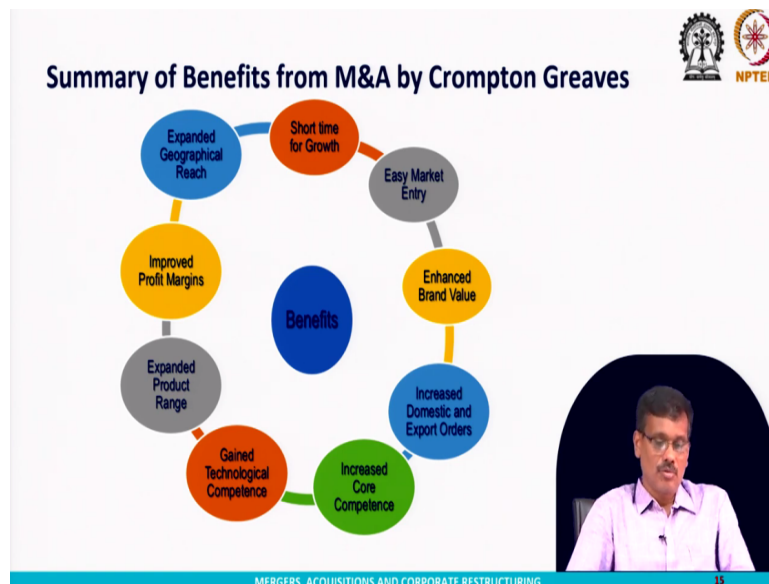 Summary of Benefits from M&A by Crompton Greaves
NPTEL
Short time
for Growth
Easy Market
Entry
Enhanced
Brand Value
Increased
Domestic and
Export Orders
Increased
Core
Competence
Gained
Technological
Competence
Expanded
Product
Range
Improved
Profit Margins
Expanded
Geographical
Reach
Benefits
MERGERS, ACQUISITIONS AND CORPORATE RESTRUCTURING
15